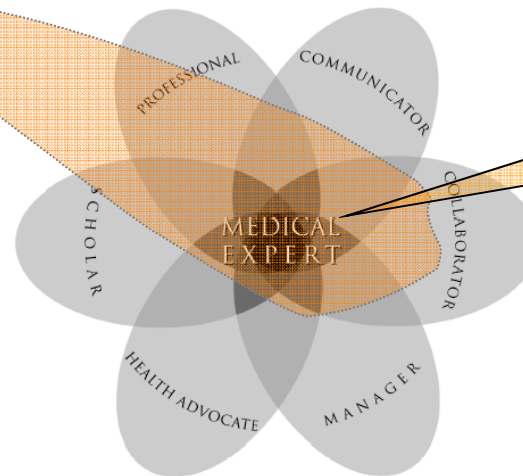 PROFESSIONAL
COMMUNICATOR
SCHOLAR
MEDICAL
EXPERT
COLLABORATOR
HEALTH ADVOCATE
MANAGER